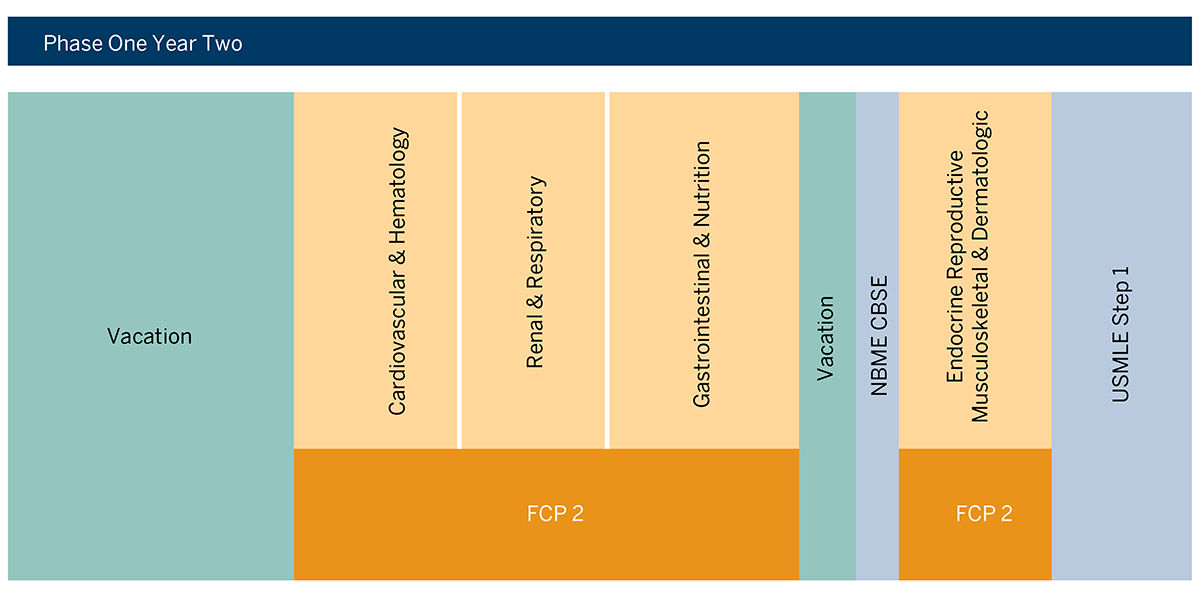 Phase One Year Two
Vacation
Cardiovascular & Hematology
Renal & Respiratory
Gastrointestinal & Nutrition
FCP 2
Vacation
NBME CBSE
Endocrine Reproductive
Musculoskeletal & Dermatologic
FCP 2
USMLE Step 1